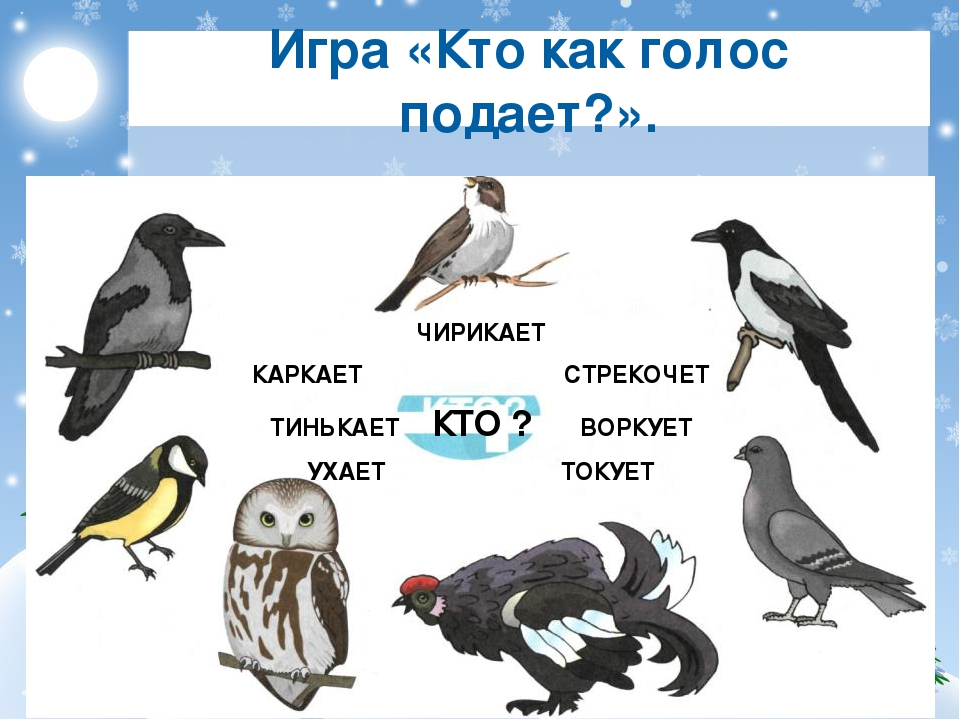 Игра «Кто как голос
подает?».
ЧИРИКАЕТ
КАРКАЕТ СТРЕКОЧЕТ
ТИНЬКАЕТ КТО ? ВОРКУЕТ
УХАЕТ ТОКУЕТ